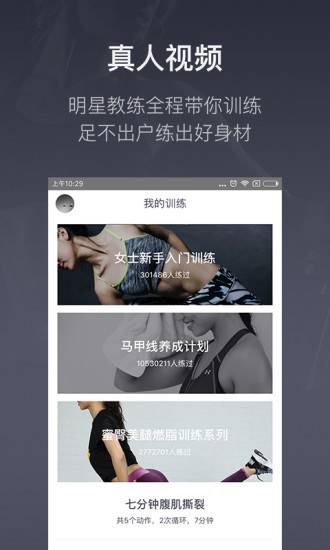 真人视频
明星教练全程带你训练
足不出户练出好身材
上午10:29
...
我的训练
女士新手入门训练
301486人练过
马甲线养成计划
10530211人练过
蜜臀美腿燃脂训练系列
2772701人练过
七分钟腹肌撕裂
共5个动作，2次循环，7分钟